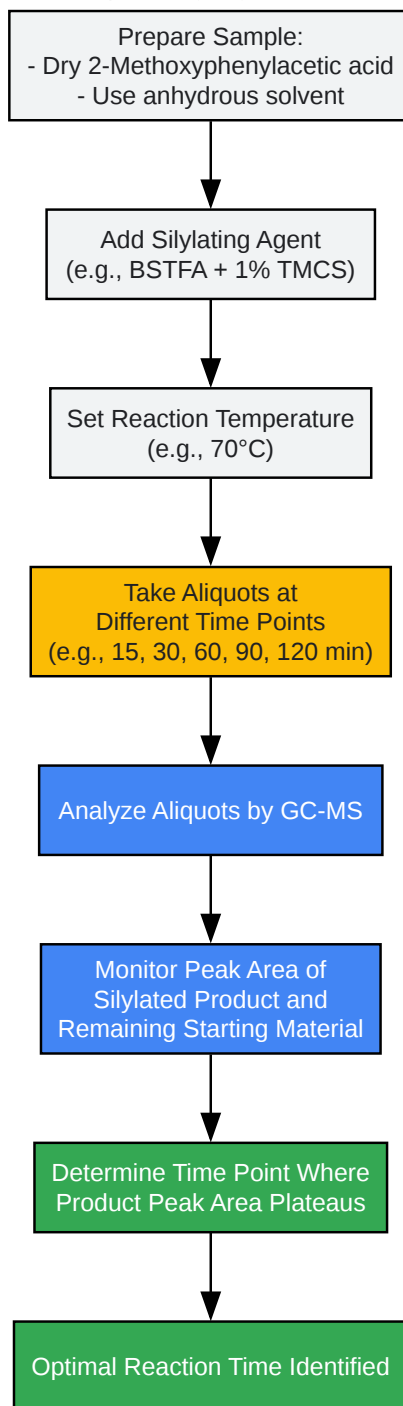 Prepare Sample:
- Dry 2-Methoxyphenylacetic acid
- Use anhydrous solvent
Add Silylating Agent
(e.g., BSTFA + 1% TMCS)
Set Reaction Temperature
(e.g., 70°C)
Take Aliquots at
Different Time Points
(e.g., 15, 30, 60, 90, 120 min)
Analyze Aliquots by GC-MS
Monitor Peak Area of
Silylated Product and
Remaining Starting Material
Determine Time Point Where
Product Peak Area Plateaus
Optimal Reaction Time Identified